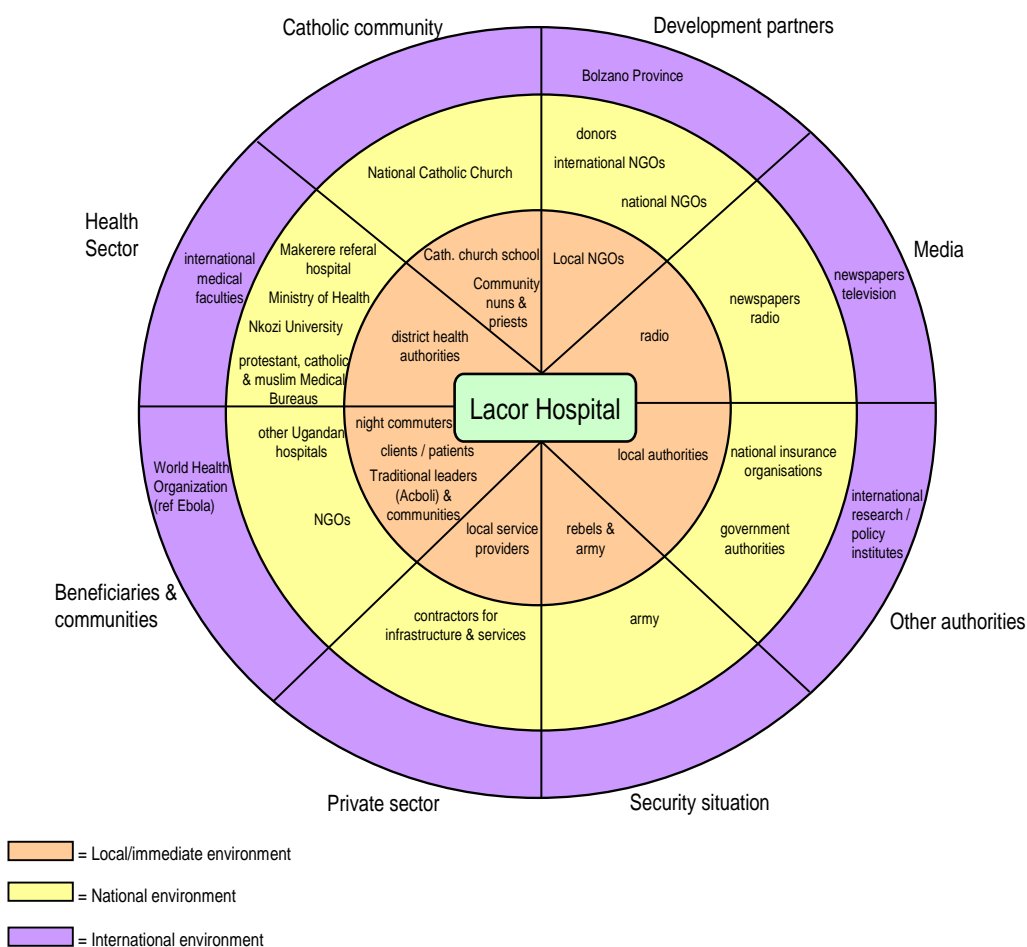 Catholic community
Development partners
Bolzano Province
donors
international NGOs
national NGOs
National Catholic Church
Health
Sector
Media
international
medical
faculties
Makerere referal
hospital
Ministry of Health
Nkozi University
protestant, catholic
& muslim Medical
Bureaus
Cath. church school
Community
nuns &
priests
Local NGOs
district health
authorities
radio
newspapers
radio
newspapers
television
Lacor Hospital
night commuters
clients / patients
Traditional leaders
(Acboli) &
communities
other Ugandan
hospitals
NGOs
World Health
Organization
(ref Ebola)
local authorities
national insurance
organisations
government
authorities
international
research /
policy
institutes
local service
providers
rebels &
army
contractors for
infrastructure & services
army
Beneficiaries &
communities
Other authorities
Private sector
Security situation
= Local/immediate environment
= National environment
= International environment